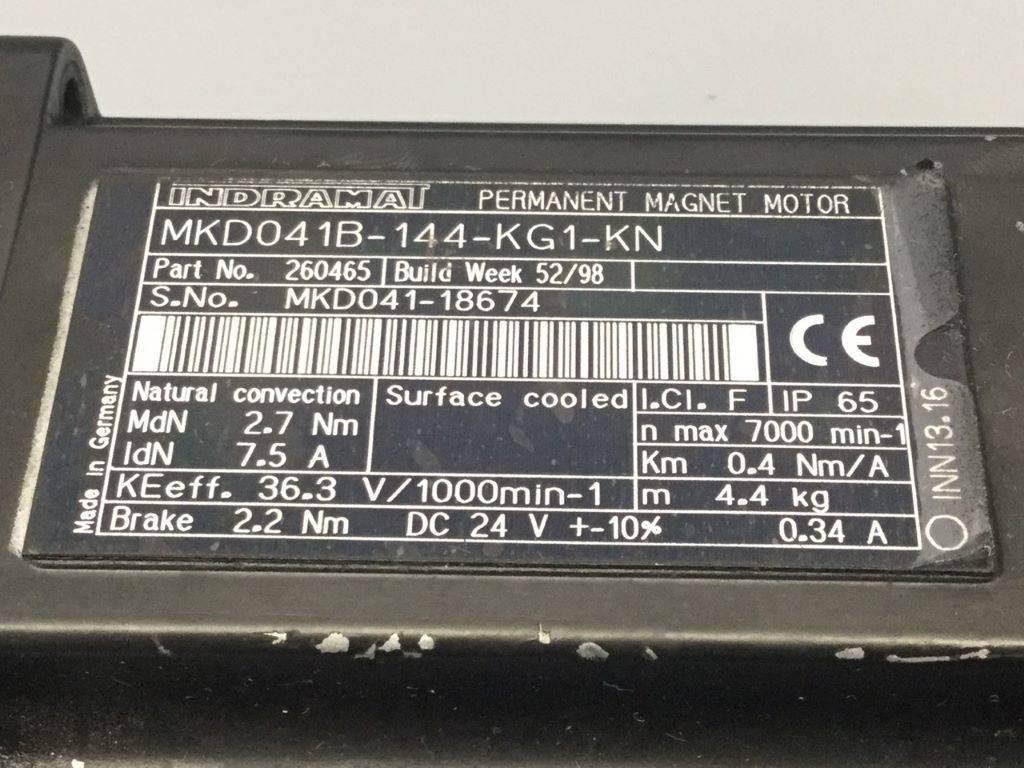 INDRAMAT PERMANENT MAGNET MOTOR
MKD041B-144-KG1-KN
Part No. 260465 Build Week 52/98
S.No. MKD041-18674
CE
Natural convection Surface cooled I.Cl. F IP 65
MdN 2.7 Nm n max 7000 min-1
IdN 7.5 A Km 0.4 Nm/A
KEeff. 36.3 V/1000min-1 m 4.4 kg
Brake 2.2 Nm DC 24 V +-10% 0.34 A
Made in Germany
INN13.16